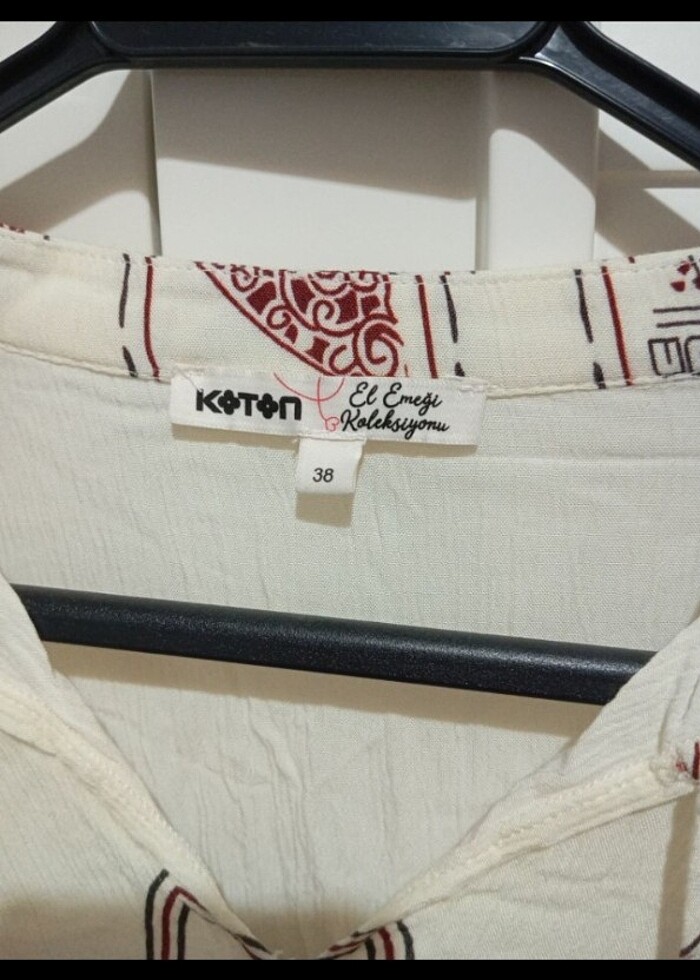 KOTON
El Emeği
Koleksiyonu
38